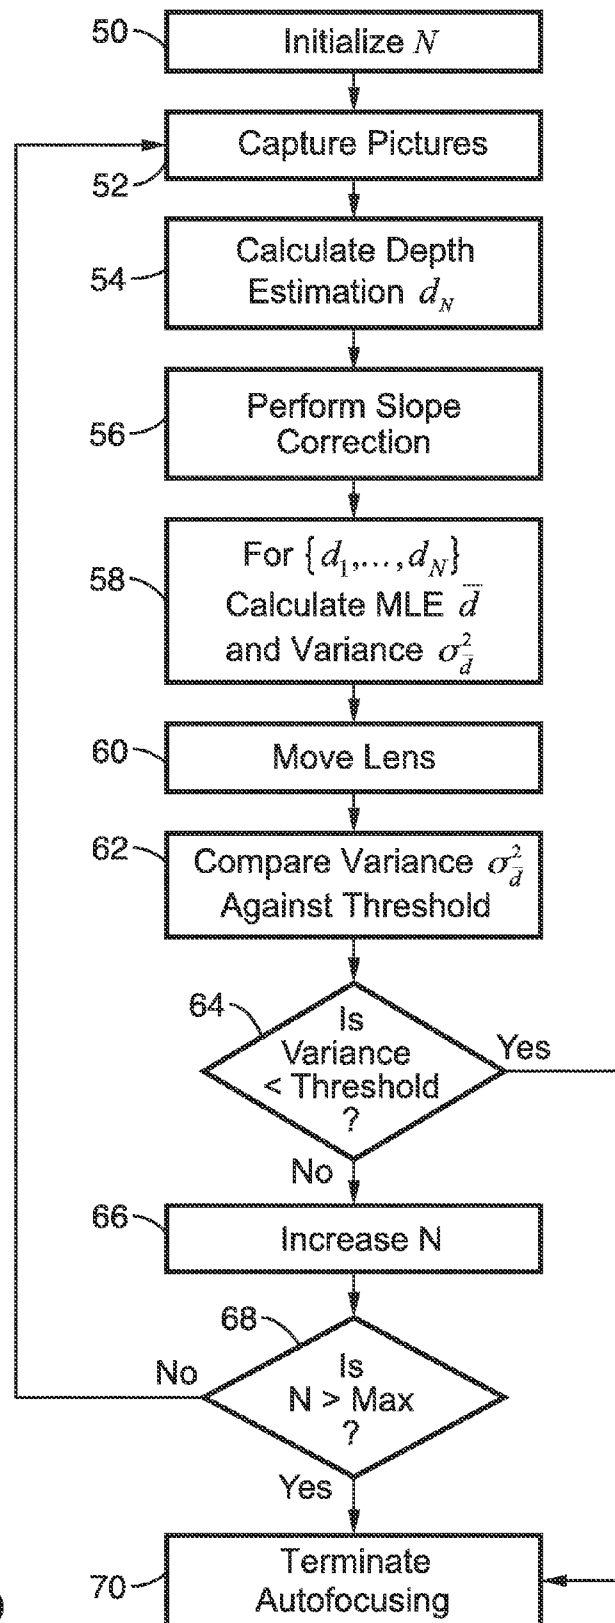 50
Initialize N
Capture Pictures
52
Calculate Depth
54
Estimation d_N
Perform Slope
56
Correction
For {d_1,...,d_N}
58
Calculate MLE d̅
and Variance σ²_d̅
60
Move Lens
62
Compare Variance σ²_d̅
Against Threshold
64
Is
Variance
< Threshold
?
Yes
No
66
Increase N
68
Is
N > Max
?
No
Yes
70
Terminate
Autofocusing